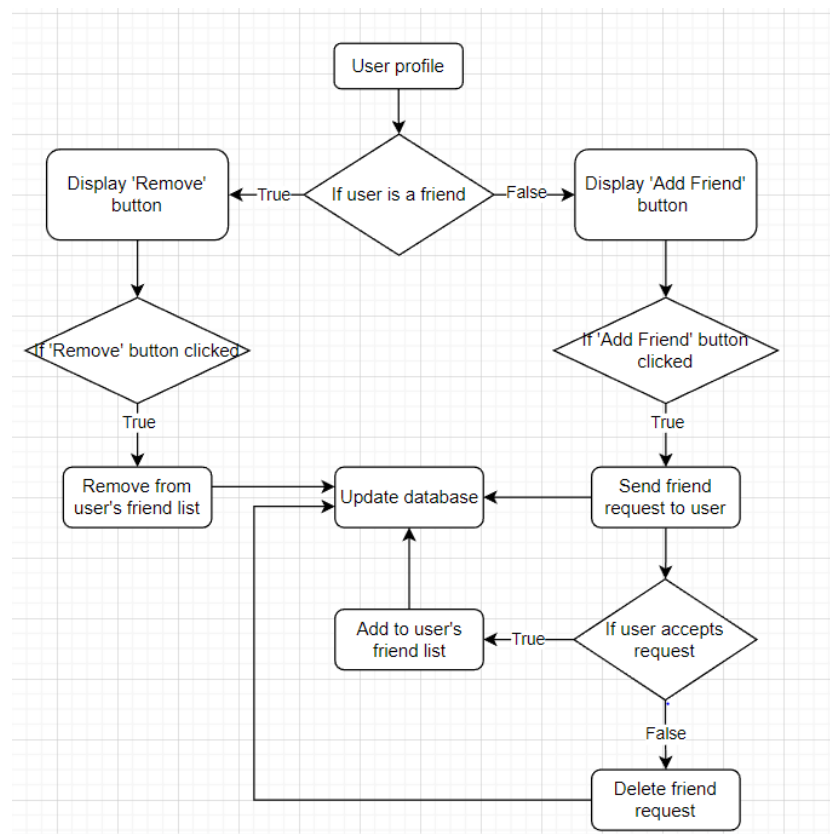 User profile
Display 'Remove'
button
True
If user is a friend
False
Display 'Add Friend'
button
If 'Remove' button clicked
If 'Add Friend' button
clicked
True
True
Remove from
user's friend list
Update database
Send friend
request to user
Add to user's
friend list
True
If user accepts
request
False
Delete friend
request